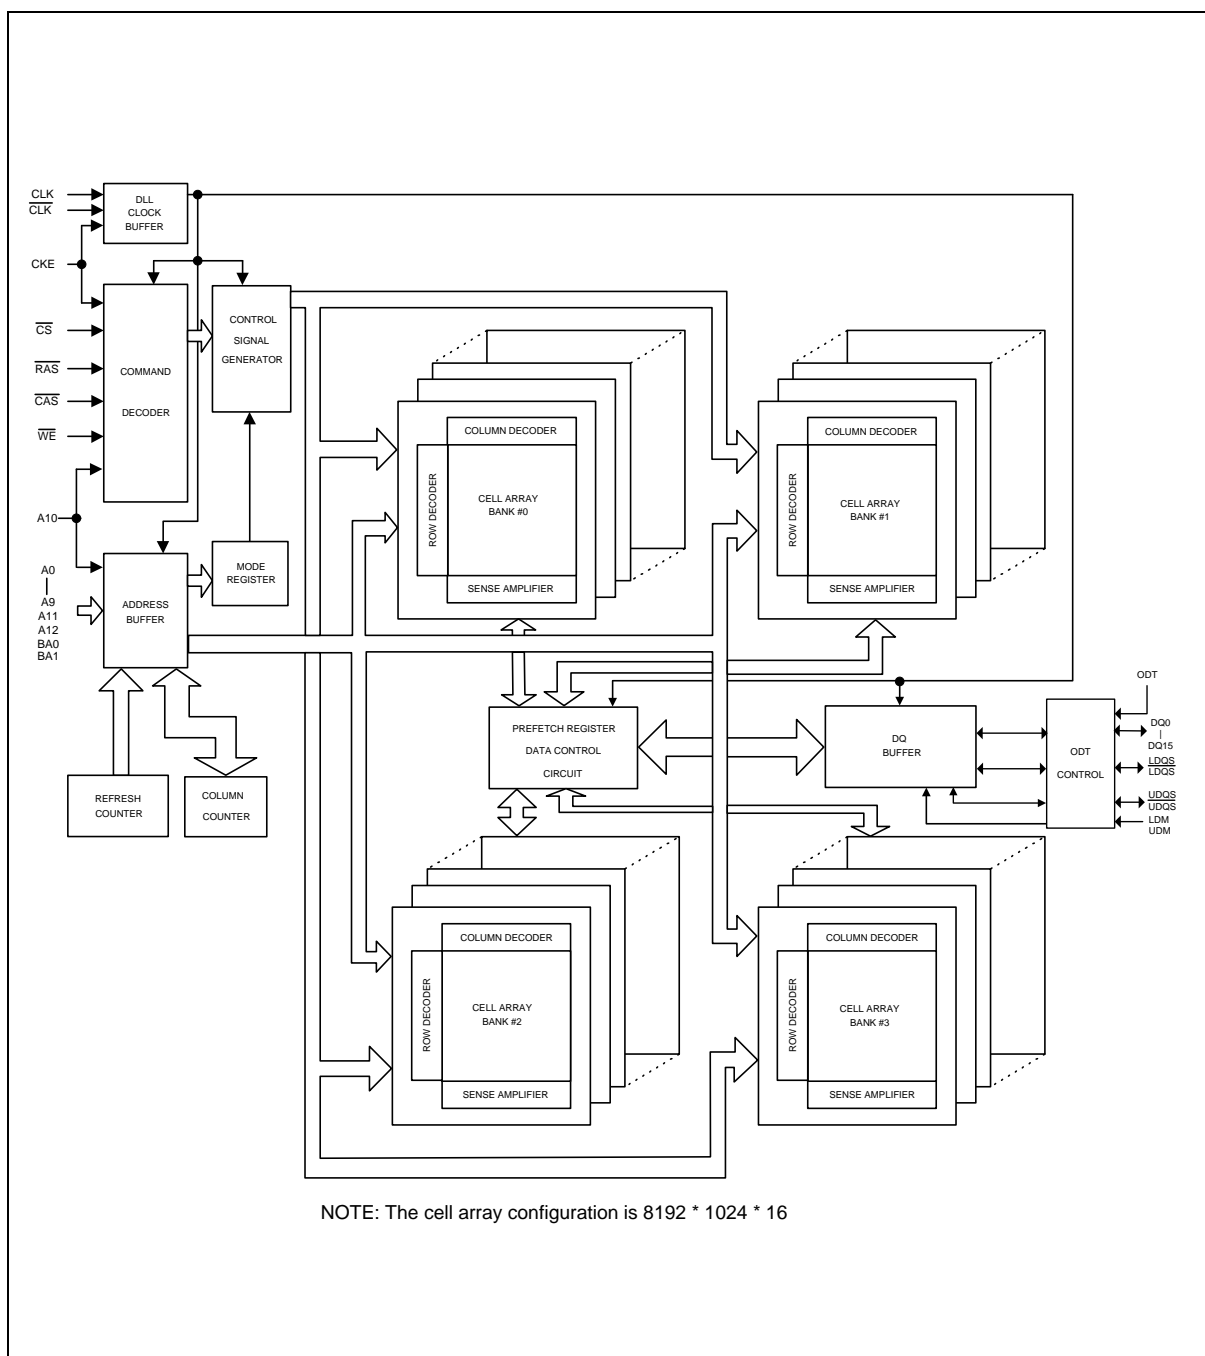 CLK
CLK
CKE
CS
RAS
CAS
WE
A10
A0
A9
A11
A12
BA0
BA1
DLL
CLOCK
BUFFER
COMMAND
DECODER
CONTROL
SIGNAL
GENERATOR
MODE
REGISTER
ADDRESS
BUFFER
REFRESH
COUNTER
COLUMN
COUNTER
COLUMN DECODER
ROW DECODER
CELL ARRAY
BANK #0
SENSE AMPLIFIER
COLUMN DECODER
ROW DECODER
CELL ARRAY
BANK #1
SENSE AMPLIFIER
PREFETCH REGISTER
DATA CONTROL
CIRCUIT
DQ
BUFFER
ODT
CONTROL
ODT
DQ0
|
DQ15
LDQS
LDQS
UDQS
UDQS
LDM
UDM
COLUMN DECODER
ROW DECODER
CELL ARRAY
BANK #2
SENSE AMPLIFIER
COLUMN DECODER
ROW DECODER
CELL ARRAY
BANK #3
SENSE AMPLIFIER
NOTE: The cell array configuration is 8192 * 1024 * 16